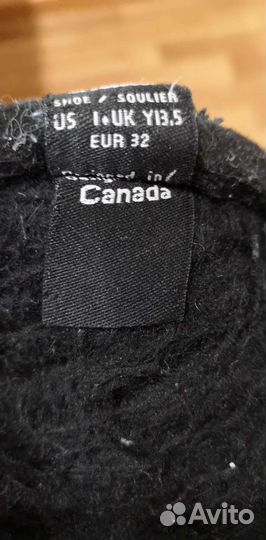 SHOE / SOULIER
US 1•UK Y13.5
EUR 32
Designed in/
Canada
Avito